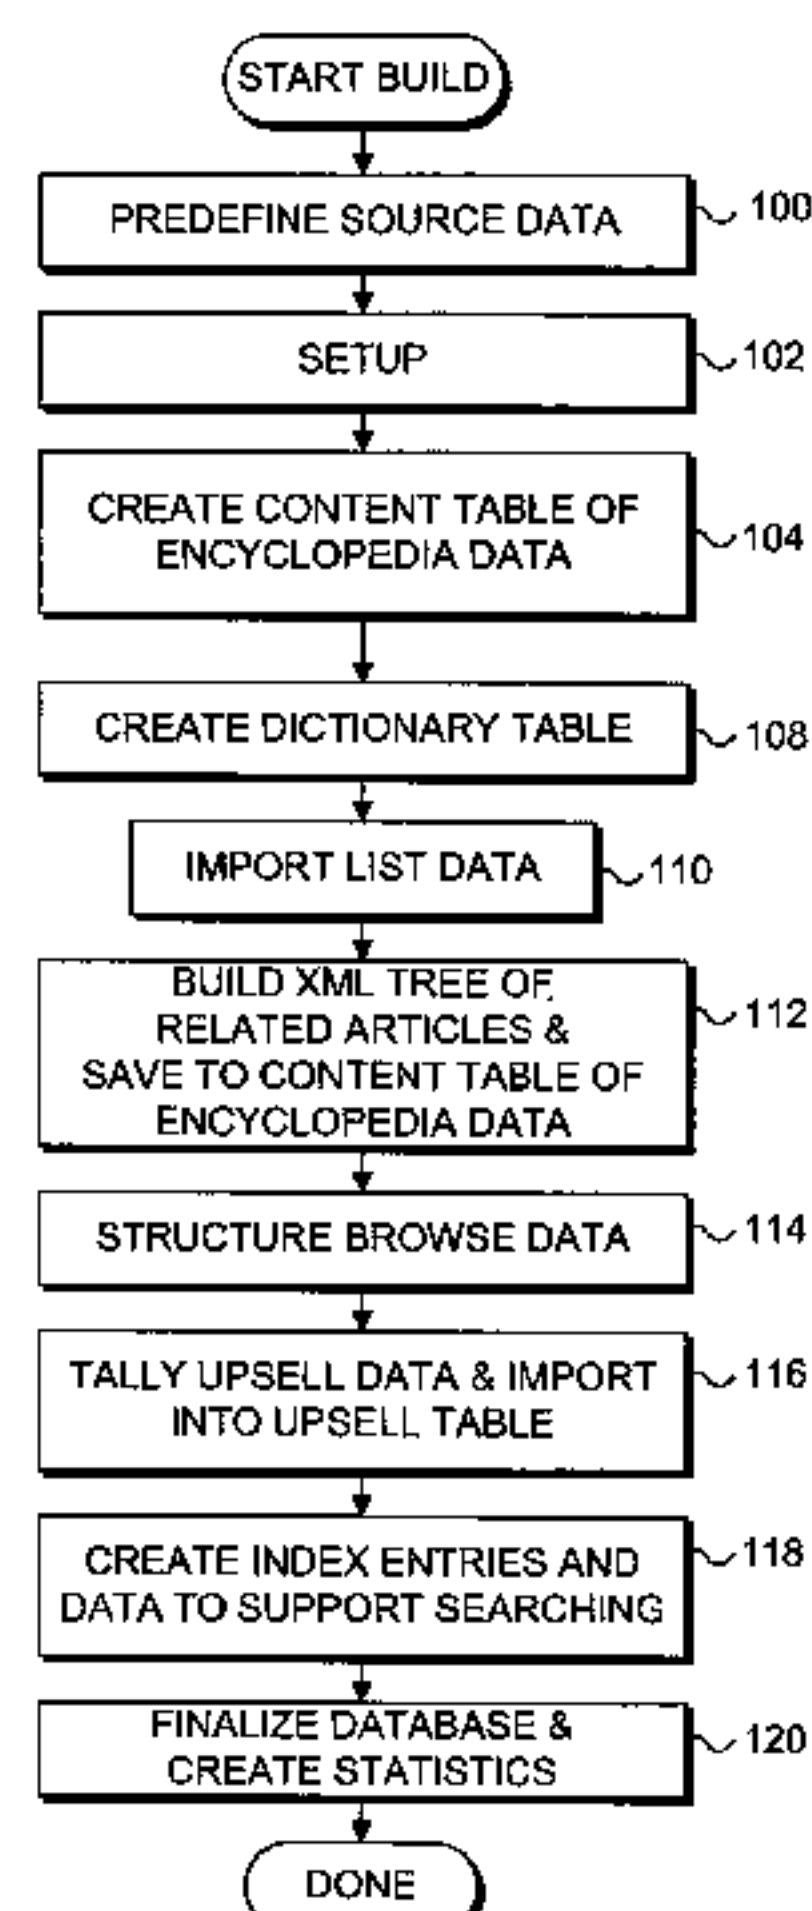 START BUILD
PREDEFINE SOURCE DATA
100
SETUP
102
CREATE CONTENT TABLE OF
ENCYCLOPEDIA DATA
104
CREATE DICTIONARY TABLE
108
IMPORT LIST DATA
110
BUILD XML TREE OF
RELATED ARTICLES &
SAVE TO CONTENT TABLE OF
ENCYCLOPEDIA DATA
112
STRUCTURE BROWSE DATA
114
TALLY UPSELL DATA & IMPORT
INTO UPSELL TABLE
116
CREATE INDEX ENTRIES AND
DATA TO SUPPORT SEARCHING
118
FINALIZE DATABASE &
CREATE STATISTICS
120
DONE